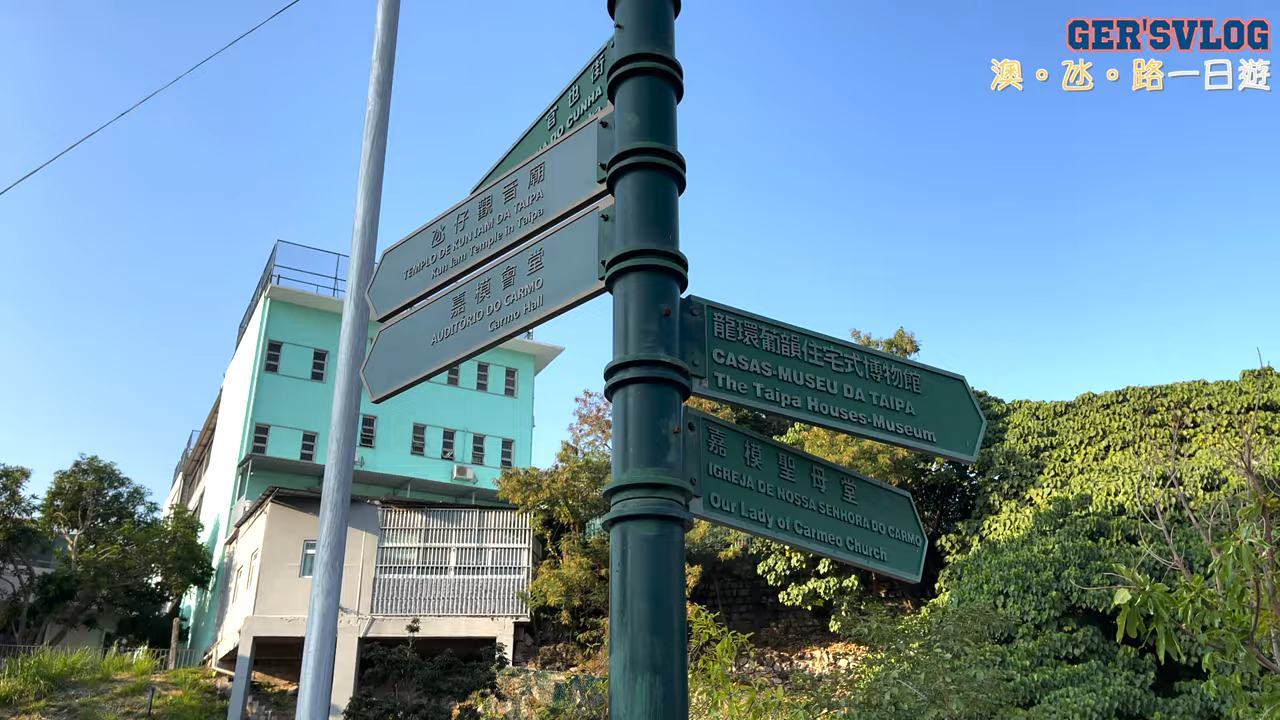 GER'SVLOG
澳•氹•路一日遊
官也街
DO CUNHA
氹仔觀音廟
TEMPLO DE KUN IAM DA TAIPA
Kun Iam Temple in Taipa
嘉模會堂
AUDITÓRIO DO CARMO
Carmo Hall
龍環葡韻住宅式博物館
CASAS-MUSEU DA TAIPA
The Taipa Houses-Museum
嘉模聖母堂
IGREJA DE NOSSA SENHORA DO CARMO
Our Lady of Carmeo Church